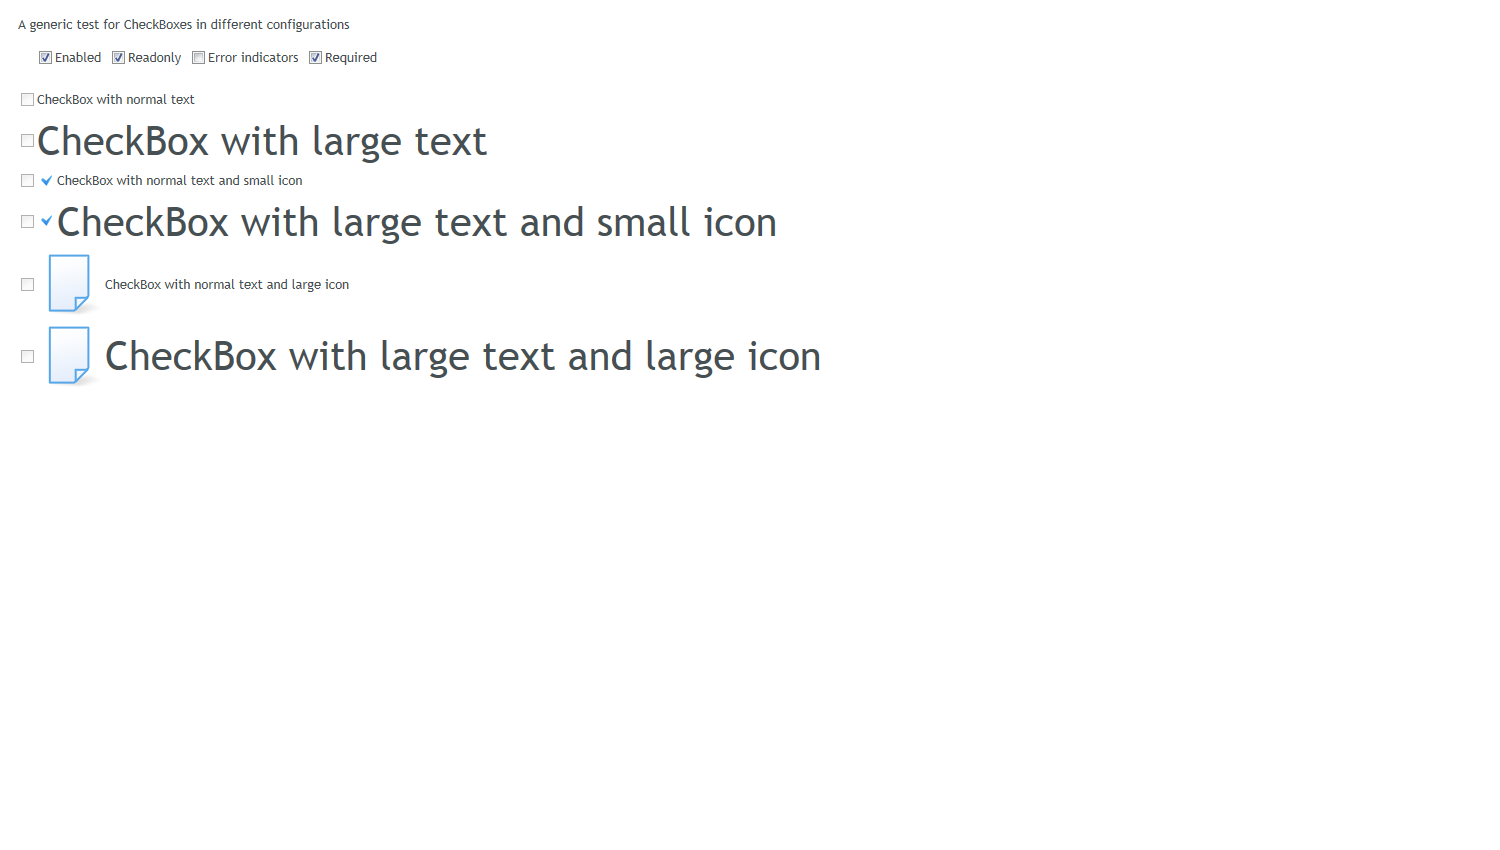 A generic test for CheckBoxes in different configurations
Enabled Readonly Error indicators Required
CheckBox with normal text
CheckBox with large text
CheckBox with normal text and small icon
CheckBox with large text and small icon
CheckBox with normal text and large icon
CheckBox with large text and large icon